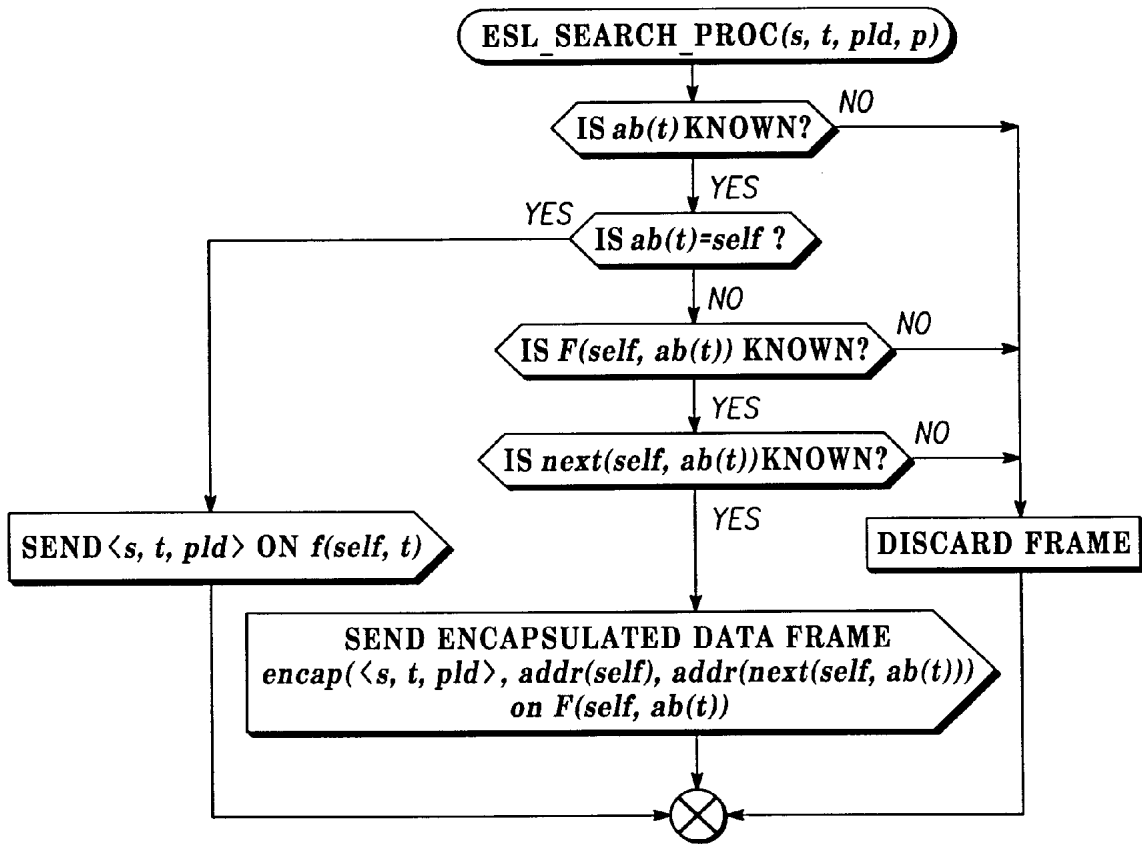 ESL_SEARCH_PROC(s, t, pld, p)
NO
IS ab(t) KNOWN?
YES
YES
IS ab(t)=self ?
NO
NO
IS F(self, ab(t)) KNOWN?
YES
NO
IS next(self, ab(t)) KNOWN?
YES
SEND <s, t, pld> ON f(self, t)
DISCARD FRAME
SEND ENCAPSULATED DATA FRAME
encap(<s, t, pld>, addr(self), addr(next(self, ab(t)))
on F(self, ab(t))